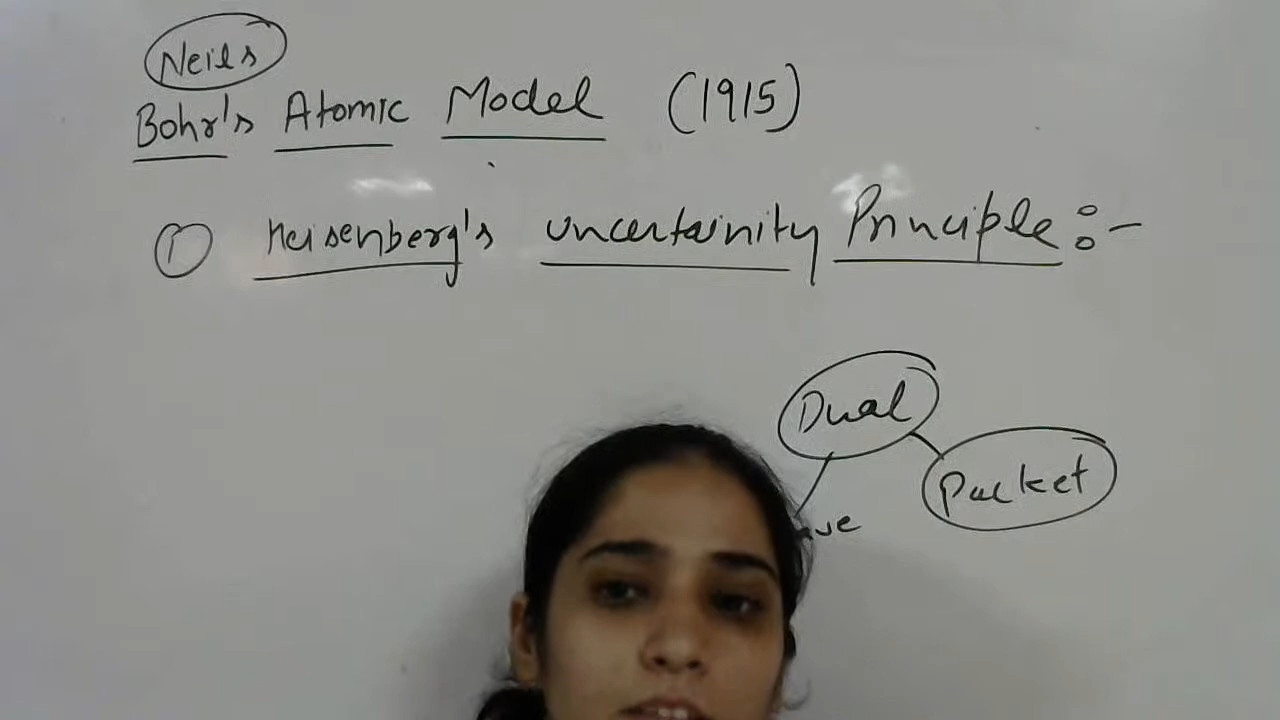 Neils
Bohr's Atomic Model (1915)
① Heisenberg's Uncertainity Principle :-
Dual
Packet